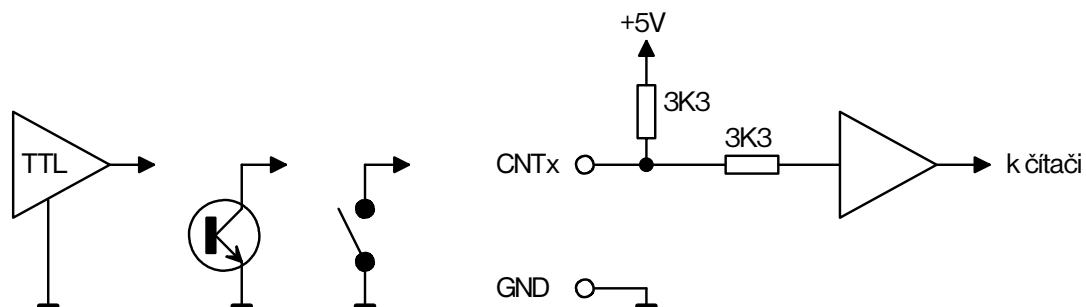 +5V
3K3
3K3
TTL
CNTx
k čítači
GND